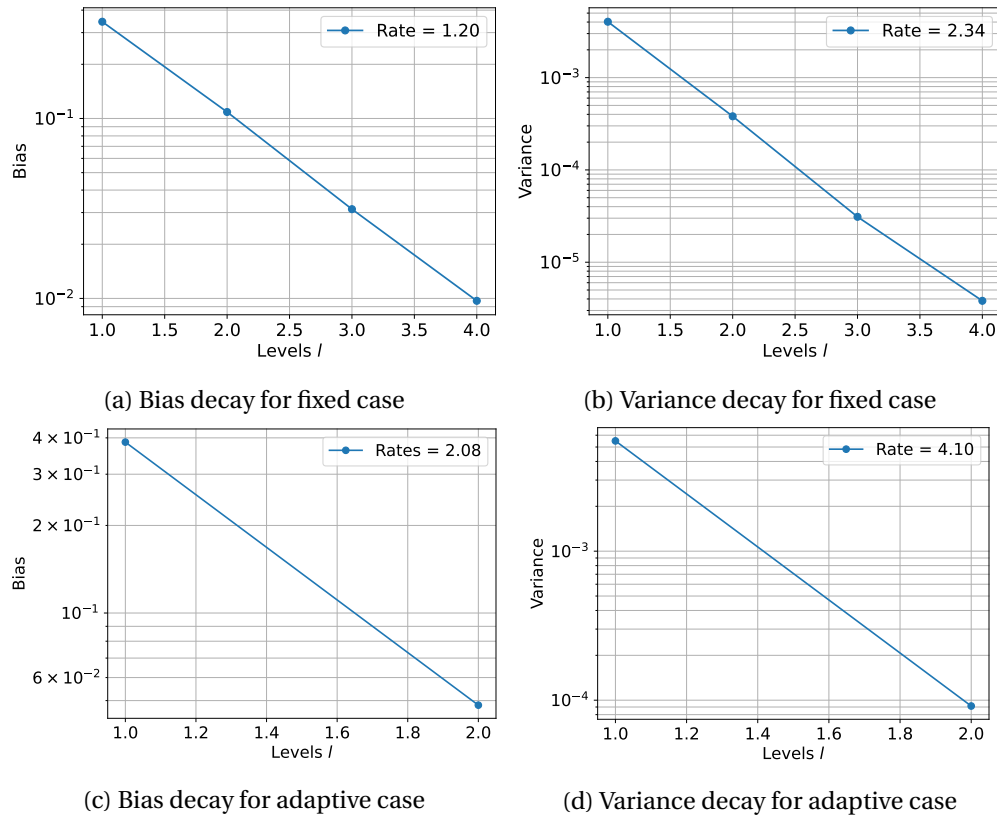 Rate = 1.20
10⁻¹
10⁻²
Bias
1.0 1.5 2.0 2.5 3.0 3.5 4.0
Levels l
(a) Bias decay for fixed case
Rate = 2.34
10⁻³
10⁻⁴
10⁻⁵
Variance
1.0 1.5 2.0 2.5 3.0 3.5 4.0
Levels l
(b) Variance decay for fixed case
Rates = 2.08
4 × 10⁻¹
3 × 10⁻¹
2 × 10⁻¹
10⁻¹
6 × 10⁻²
Bias
1.0 1.2 1.4 1.6 1.8 2.0
Levels l
(c) Bias decay for adaptive case
Rate = 4.10
10⁻³
10⁻⁴
Variance
1.0 1.2 1.4 1.6 1.8 2.0
Levels l
(d) Variance decay for adaptive case